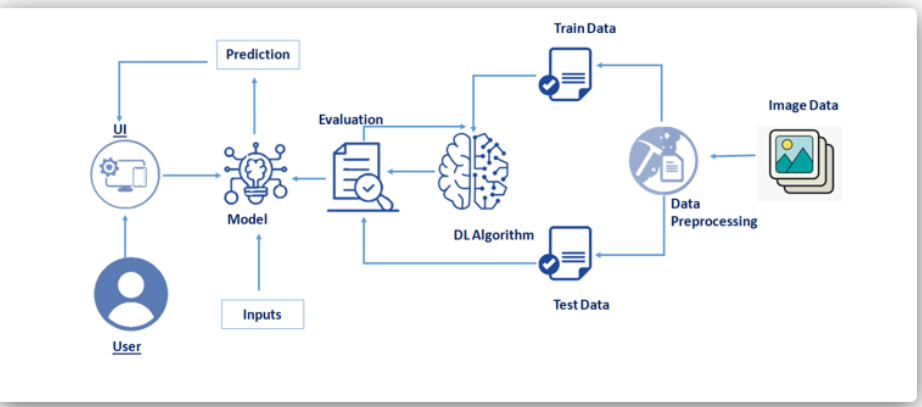 Train Data
Prediction
Image Data
Evaluation
UI
Model
Data
Preprocessing
DL Algorithm
Test Data
Inputs
User